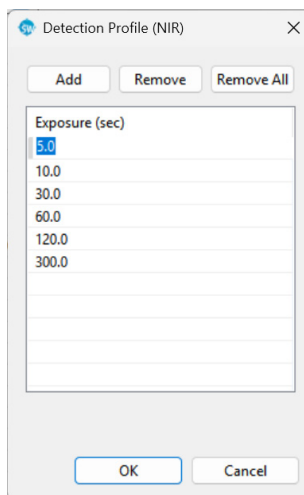 SW Detection Profile (NIR)
Add Remove Remove All
Exposure (sec)
5.0
10.0
30.0
60.0
120.0
300.0
OK Cancel